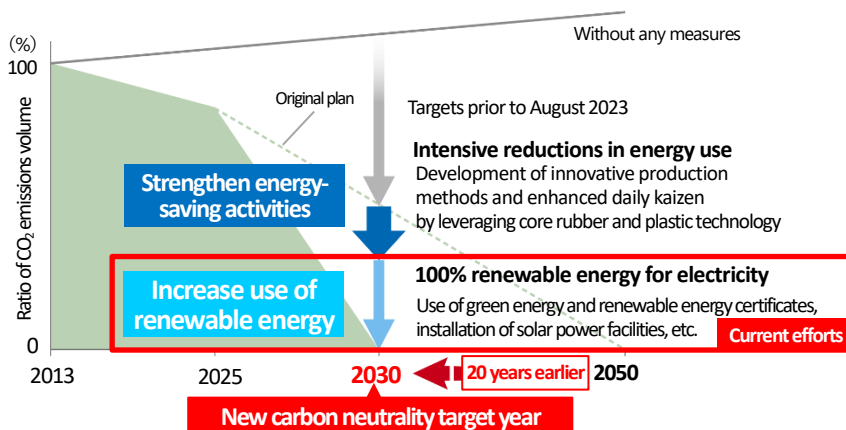 (%)
100
Ratio of CO₂ emissions volume
0
Without any measures
Original plan
Targets prior to August 2023
Intensive reductions in energy use
Development of innovative production
methods and enhanced daily kaizen
by leveraging core rubber and plastic technology
Strengthen energy-
saving activities
Increase use of
renewable energy
100% renewable energy for electricity
Use of green energy and renewable energy certificates,
installation of solar power facilities, etc.
Current efforts
2013
2025
2030
20 years earlier
2050
New carbon neutrality target year